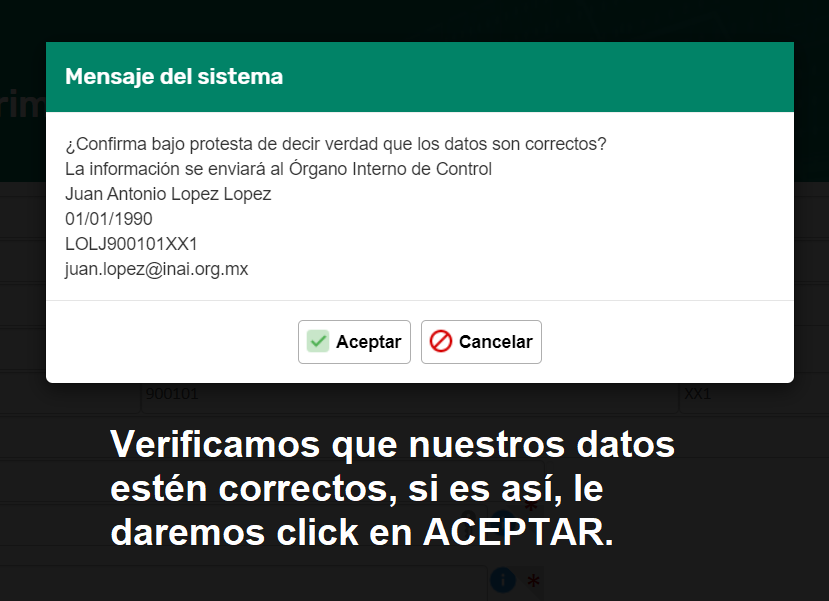 Mensaje del sistema
rim
¿Confirma bajo protesta de decir verdad que los datos son correctos?
La información se enviará al Órgano Interno de Control
Juan Antonio Lopez Lopez
01/01/1990
LOLJ900101XX1
juan.lopez@inai.org.mx
Aceptar Cancelar
900101 XX1
Verificamos que nuestros datos
estén correctos, si es así, le
daremos click en ACEPTAR.
i *